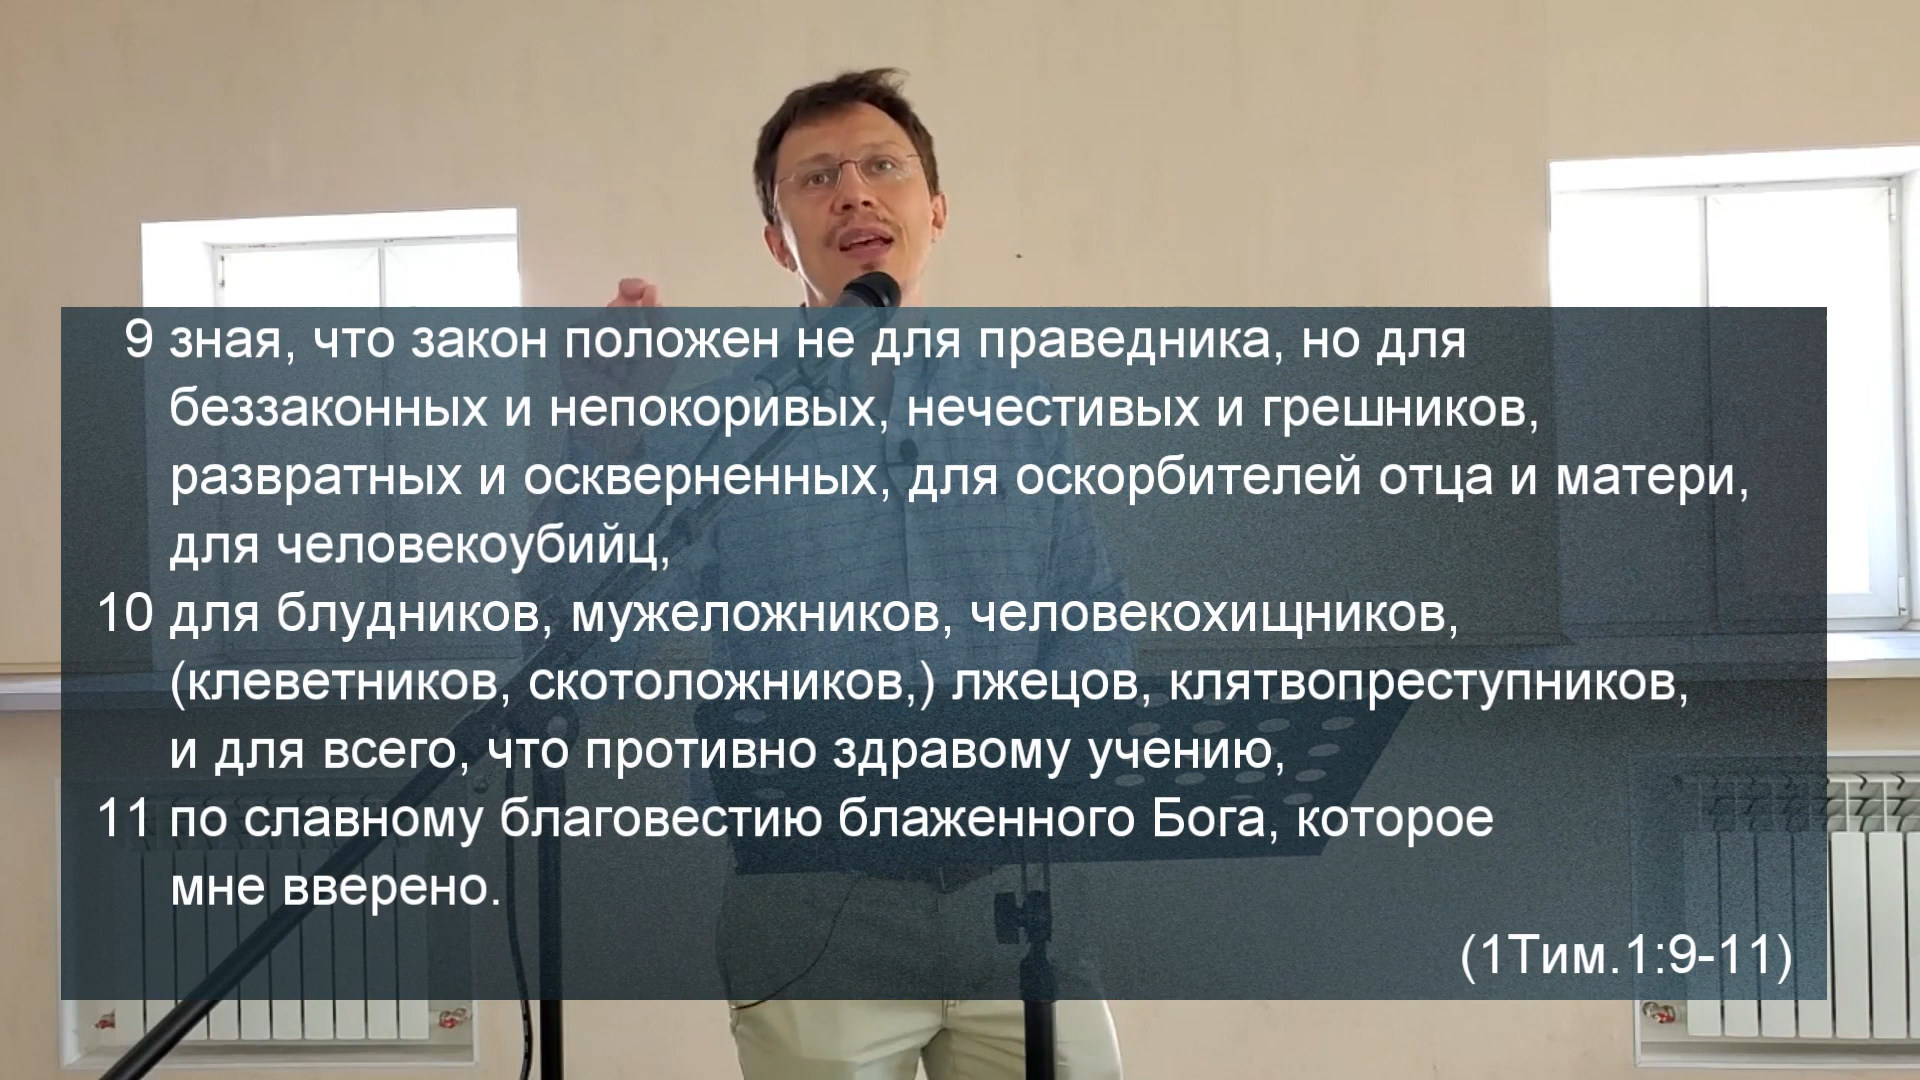 9 зная, что закон положен не для праведника, но для
беззаконных и непокоривых, нечестивых и грешников,
развратных и оскверненных, для оскорбителей отца и матери,
для человекоубийц,
10 для блудников, мужеложников, человекохищников,
(клеветников, скотоложников,) лжецов, клятвопреступников,
и для всего, что противно здравому учению,
11 по славному благовестию блаженного Бога, которое
мне вверено.
(1Тим.1:9-11)